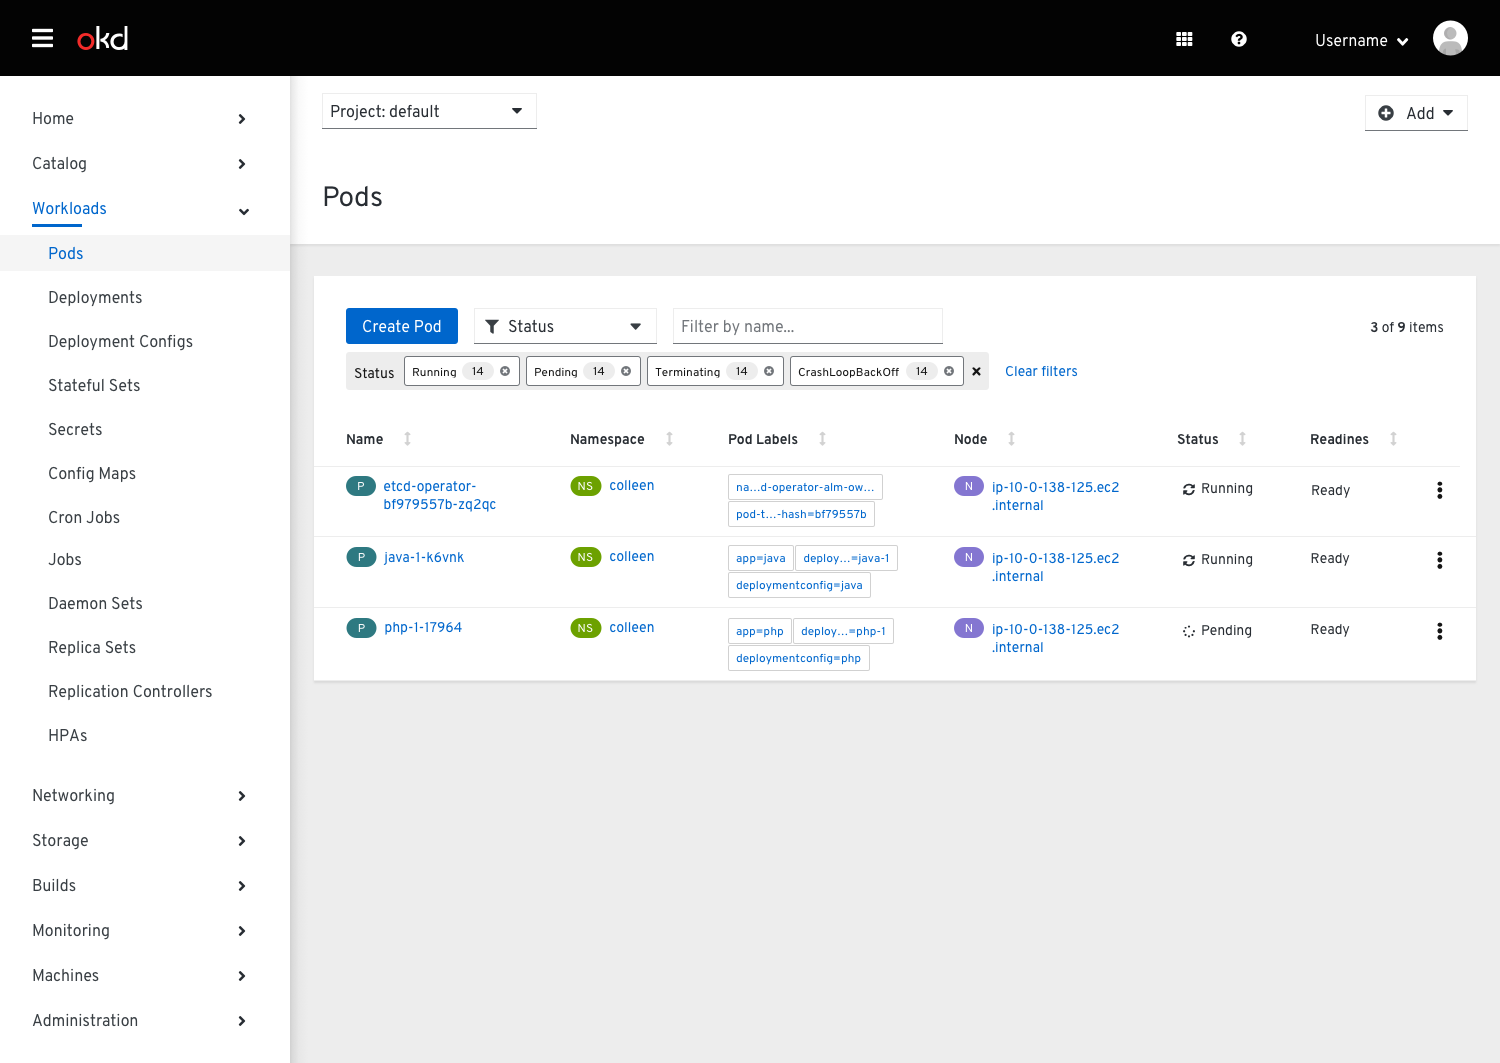 okd
Username
Home
Catalog
Workloads
Pods
Deployments
Deployment Configs
Stateful Sets
Secrets
Config Maps
Cron Jobs
Jobs
Daemon Sets
Replica Sets
Replication Controllers
HPAs
Networking
Storage
Builds
Monitoring
Machines
Administration
Project: default
Add
Pods
Create Pod
Status
Filter by name...
3 of 9 items
Status Running 14 Pending 14 Terminating 14 CrashLoopBackOff 14 Clear filters
Name Namespace Pod Labels Node Status Readines
P etcd-operator-
bf979557b-zq2qc
NS colleen
na...d-operator-alm-ow...
pod-t...-hash=bf79557b
N ip-10-0-138-125.ec2
.internal
Running
Ready
P java-1-k6vnk
NS colleen
app=java deploy...=java-1
deploymentconfig=java
N ip-10-0-138-125.ec2
.internal
Running
Ready
P php-1-17964
NS colleen
app=php deploy...=php-1
deploymentconfig=php
N ip-10-0-138-125.ec2
.internal
Pending
Ready